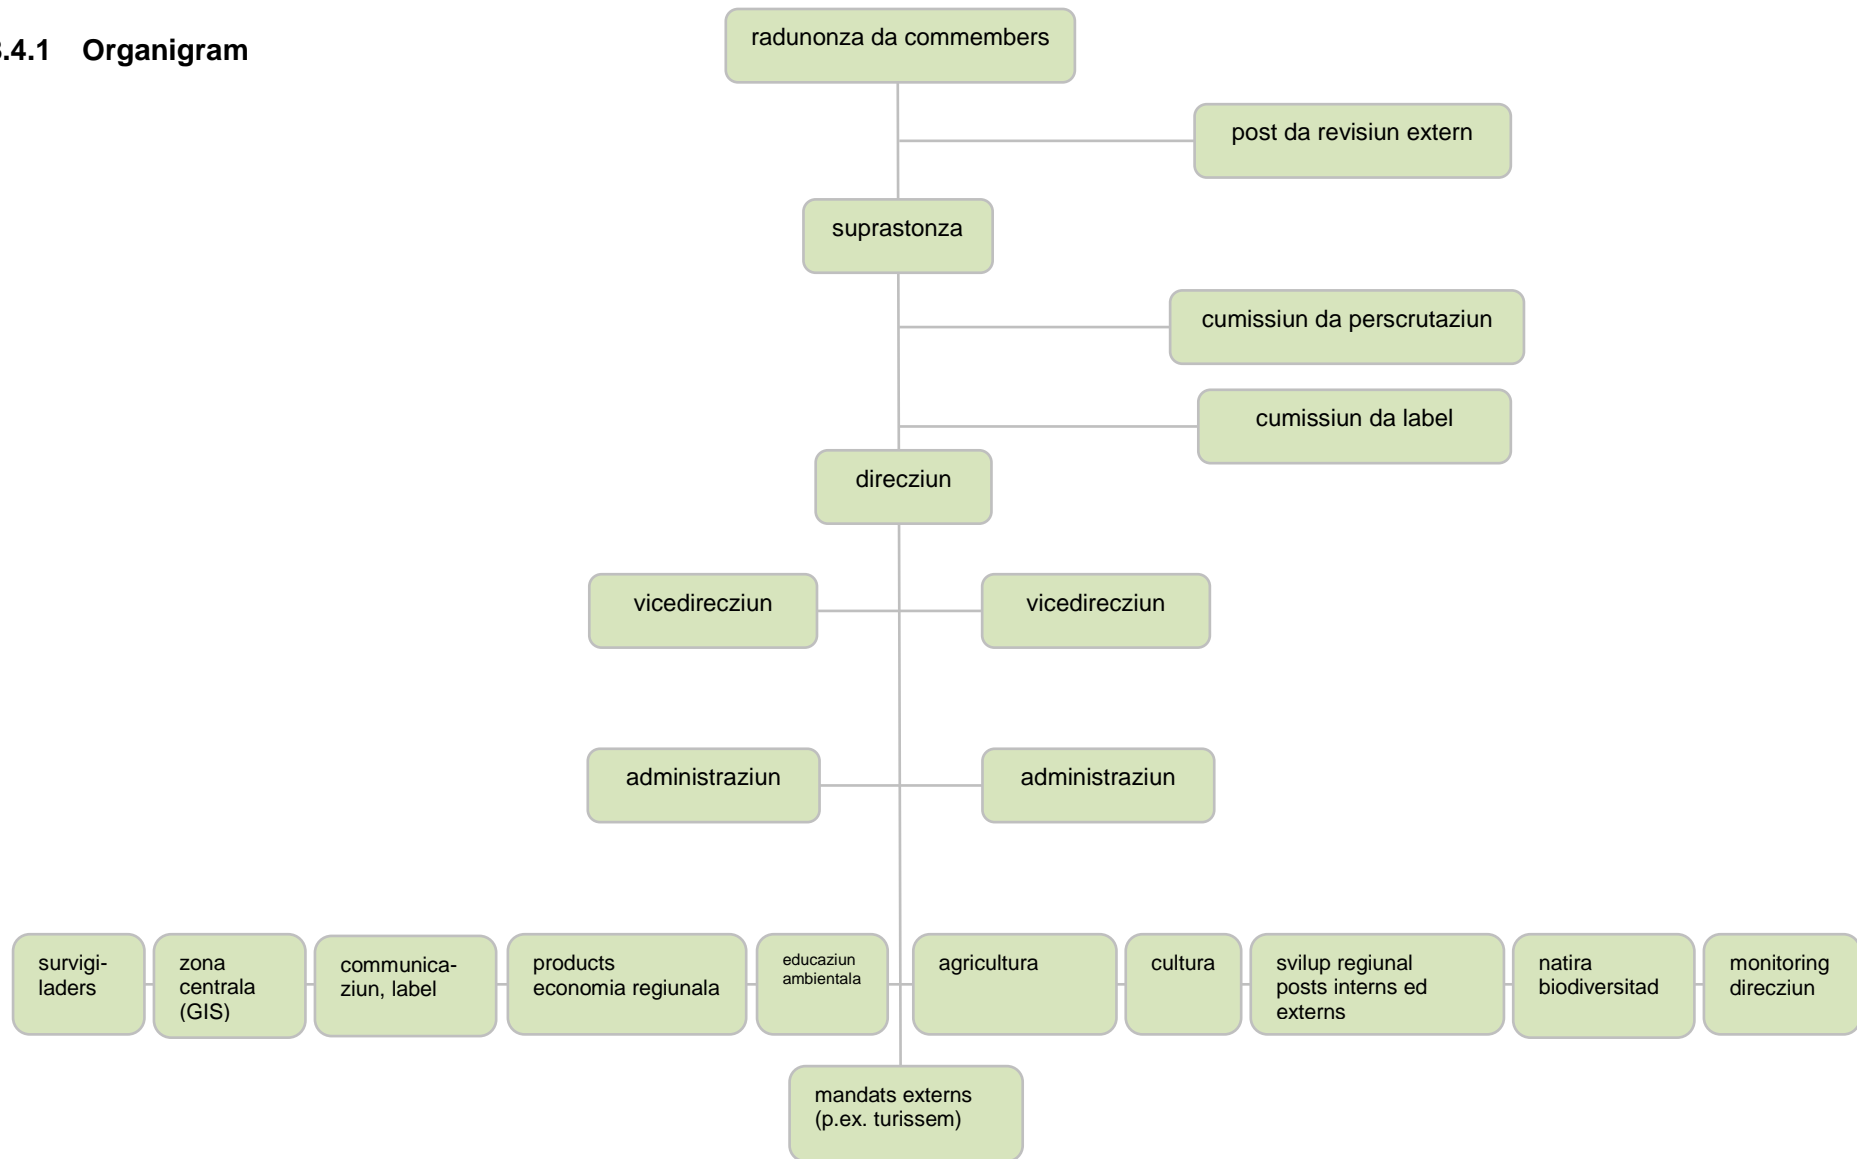 .4.1 Organigram
radunonza da commembers
post da revisiun extern
suprastonza
cumissiun da perscrutaziun
cumissiun da label
direcziun
vicedirecziun
vicedirecziun
administraziun
administraziun
survigi-
laders
zona
centrala
(GIS)
communica-
ziun, label
products
economia regiunala
educaziun
ambientala
agricultura
cultura
svilup regiunal
posts interns ed
externs
natira
biodiversitad
monitoring
direcziun
mandats externs
(p.ex. turissem)